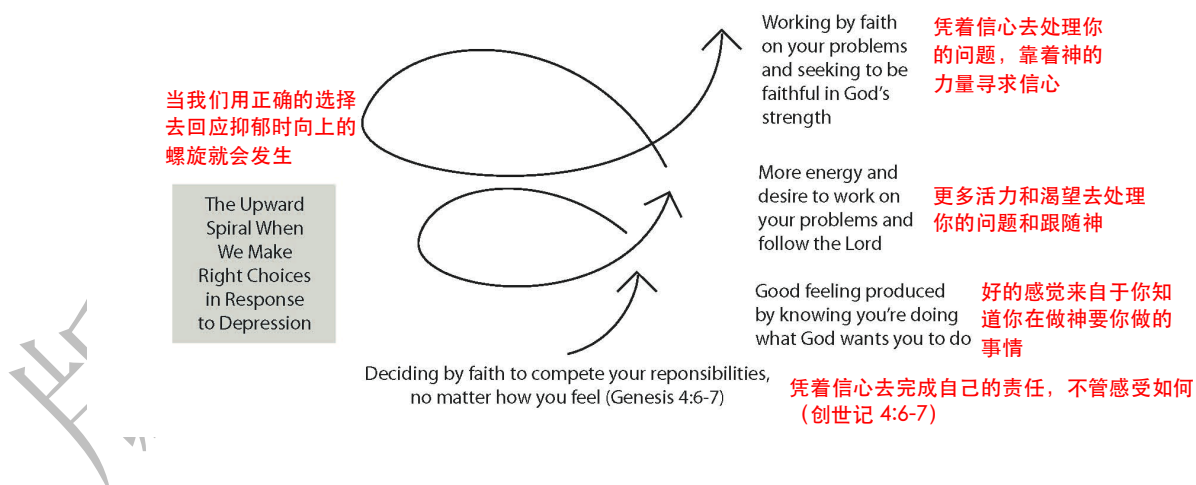 Working by faith
on your problems
and seeking to be
faithful in God's
strength
凭着信心去处理你
的问题，靠着神的
力量寻求信心
当我们用正确的选择
去回应抑郁时向上的
螺旋就会发生
The Upward
Spiral When
We Make
Right Choices
in Response
to Depression
More energy and
desire to work on
your problems and
follow the Lord
更多活力和渴望去处理
你的问题和跟随神
Good feeling produced
by knowing you're doing
what God wants you to do
好的感觉来自于你知
道你在做神要你做的
事情
Deciding by faith to compete your reponsibilities,
no matter how you feel (Genesis 4:6-7)
凭着信心去完成自己的责任，不管感受如何
（创世记 4:6-7）